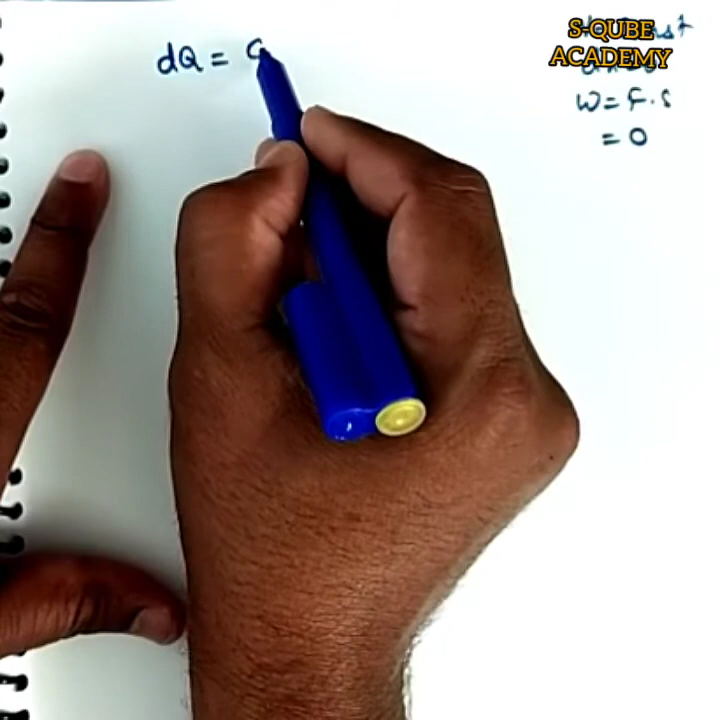 S-QUBE
ACADEMY
dQ =
W = F. S
= 0